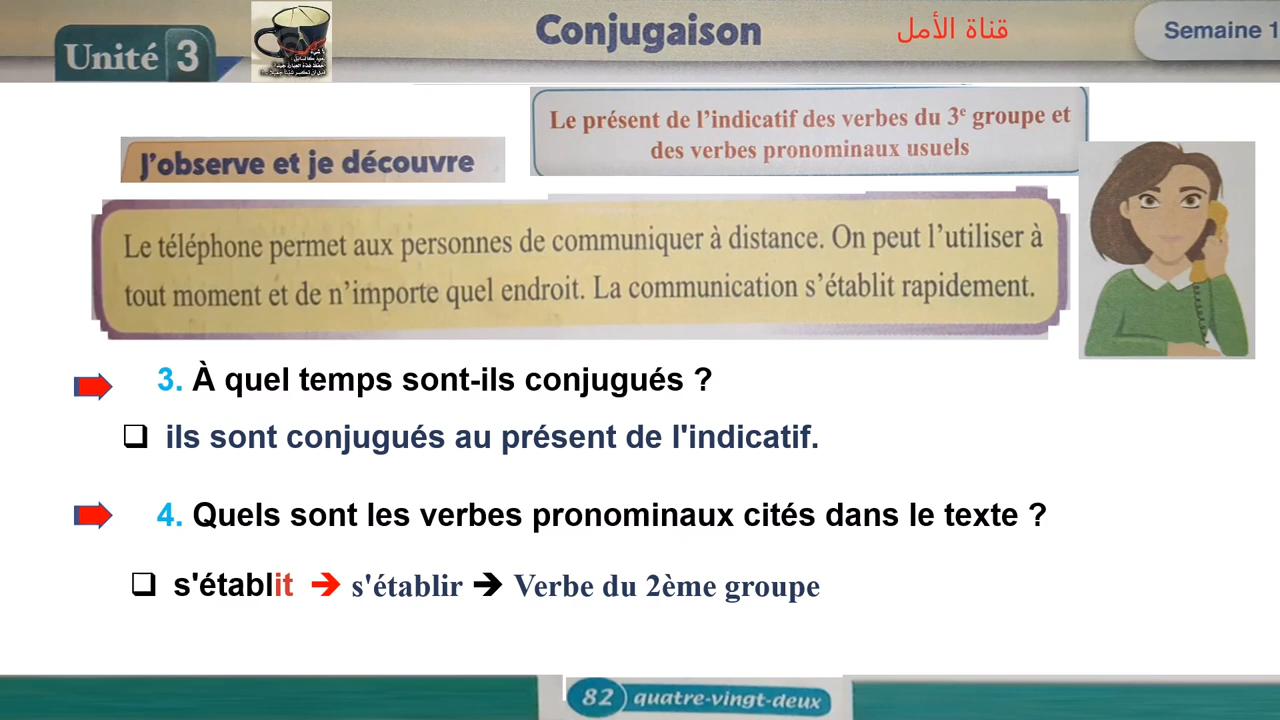 Unité 3
Conjugaison
قناة الأمل
Semaine 1
Le présent de l'indicatif des verbes du 3e groupe et
des verbes pronominaux usuels
J'observe et je découvre
Le téléphone permet aux personnes de communiquer à distance. On peut l'utiliser à
tout moment et de n'importe quel endroit. La communication s'établit rapidement.
3. À quel temps sont-ils conjugués ?
❑ ils sont conjugués au présent de l'indicatif.
4. Quels sont les verbes pronominaux cités dans le texte ?
❑ s'établit ➔ s'établir ➔ Verbe du 2ème groupe
82 quatre-vingt-deux